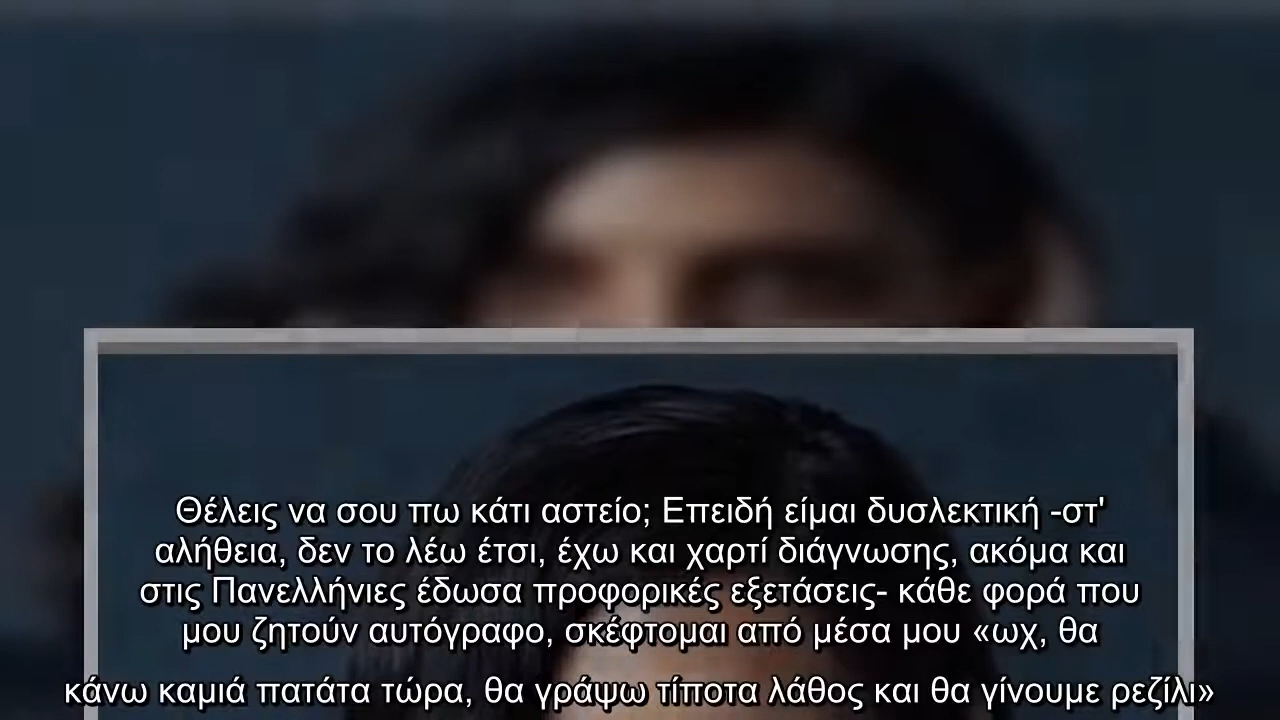 Θέλεις να σου πω κάτι αστείο; Επειδή είμαι δυσλεκτική -στ'
αλήθεια, δεν το λέω έτσι, έχω και χαρτί διάγνωσης, ακόμα και
στις Πανελλήνιες έδωσα προφορικές εξετάσεις- κάθε φορά που
μου ζητούν αυτόγραφο, σκέφτομαι από μέσα μου «ωχ, θα
κάνω καμιά πατάτα τώρα, θα γράψω τίποτα λάθος και θα γίνουμε ρεζίλι»